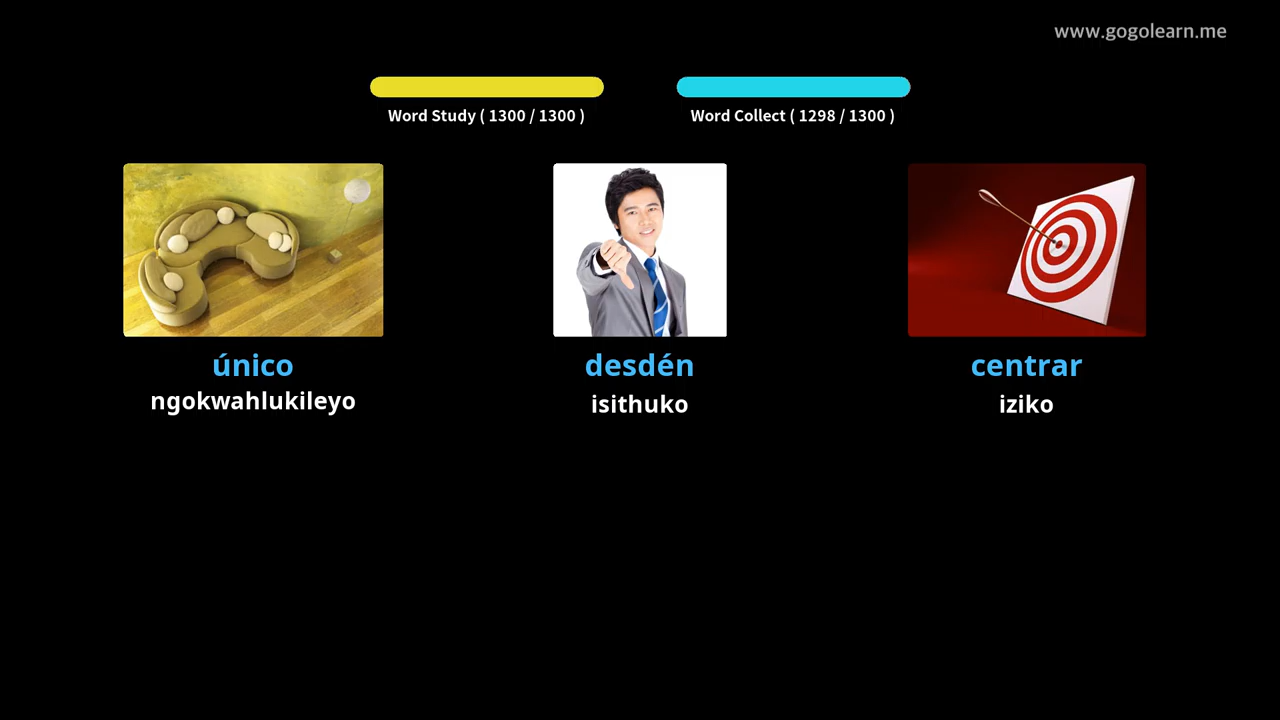 www.gogolearn.me
Word Study ( 1300 / 1300 )
Word Collect ( 1298 / 1300 )
único
desdén
centrar
ngokwahlukileyo
isithuko
iziko